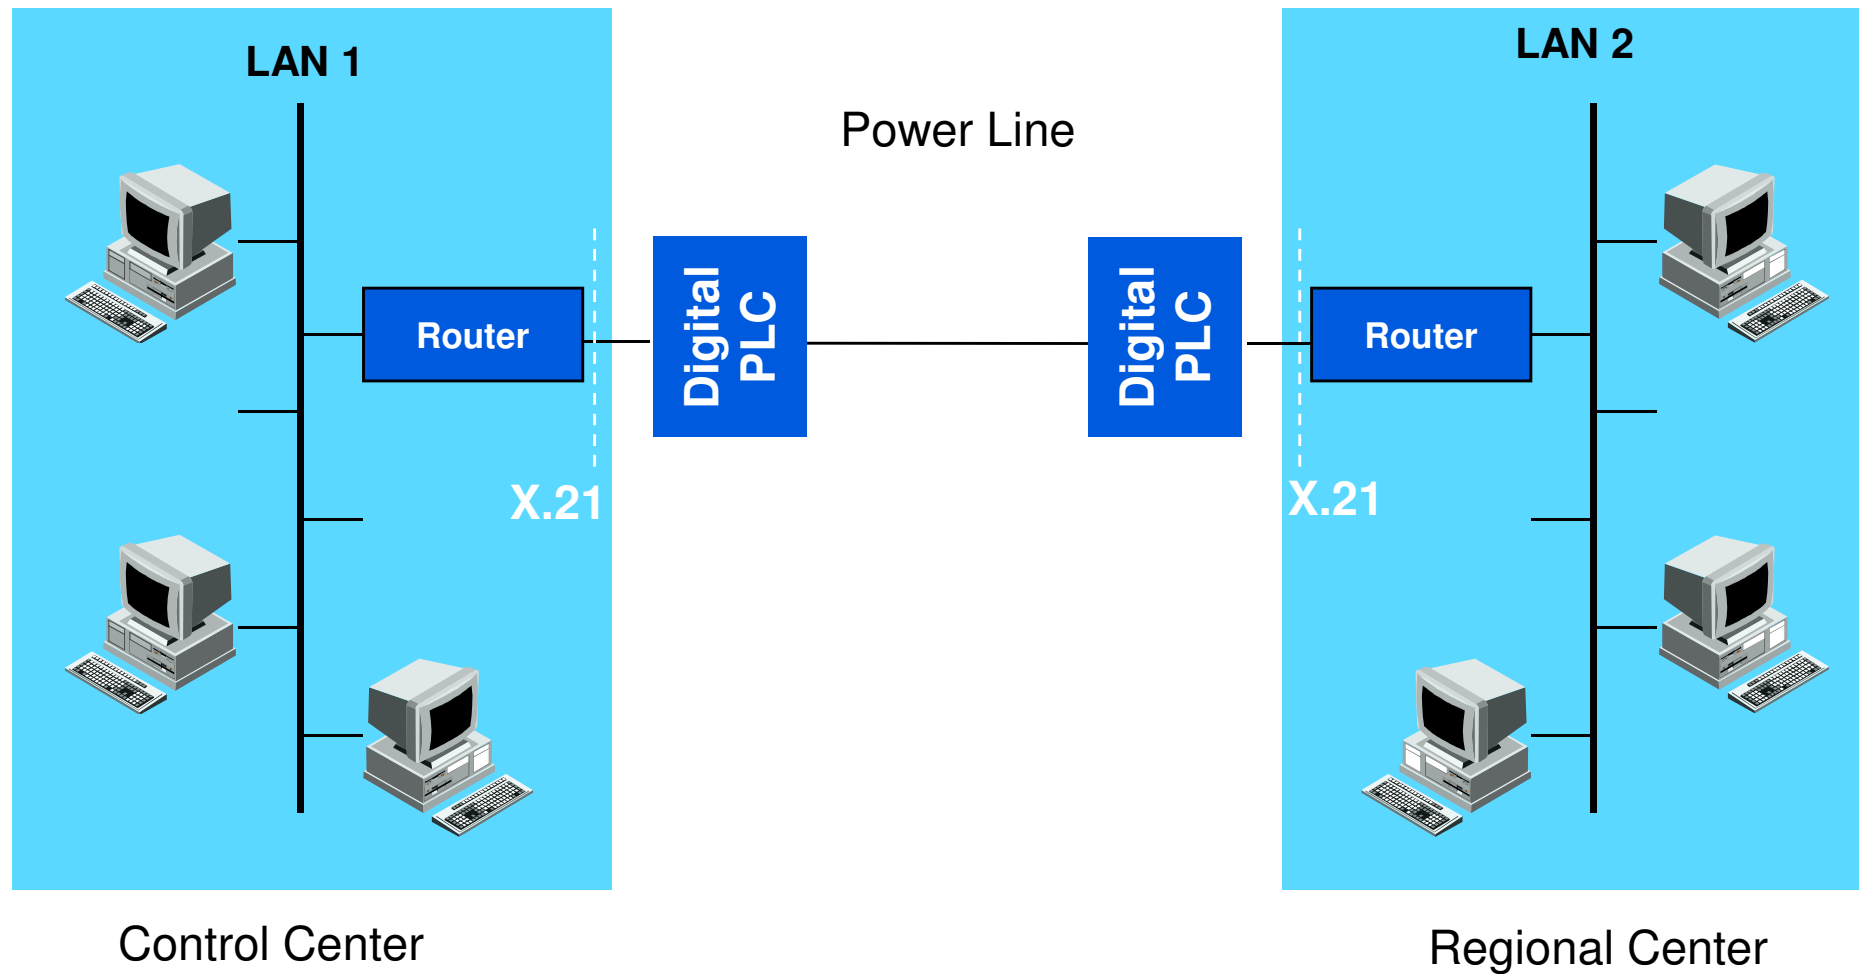 LAN 1
LAN 2
Power Line
Router
Digital
PLC
Digital
PLC
Router
X.21
X.21
Control Center
Regional Center